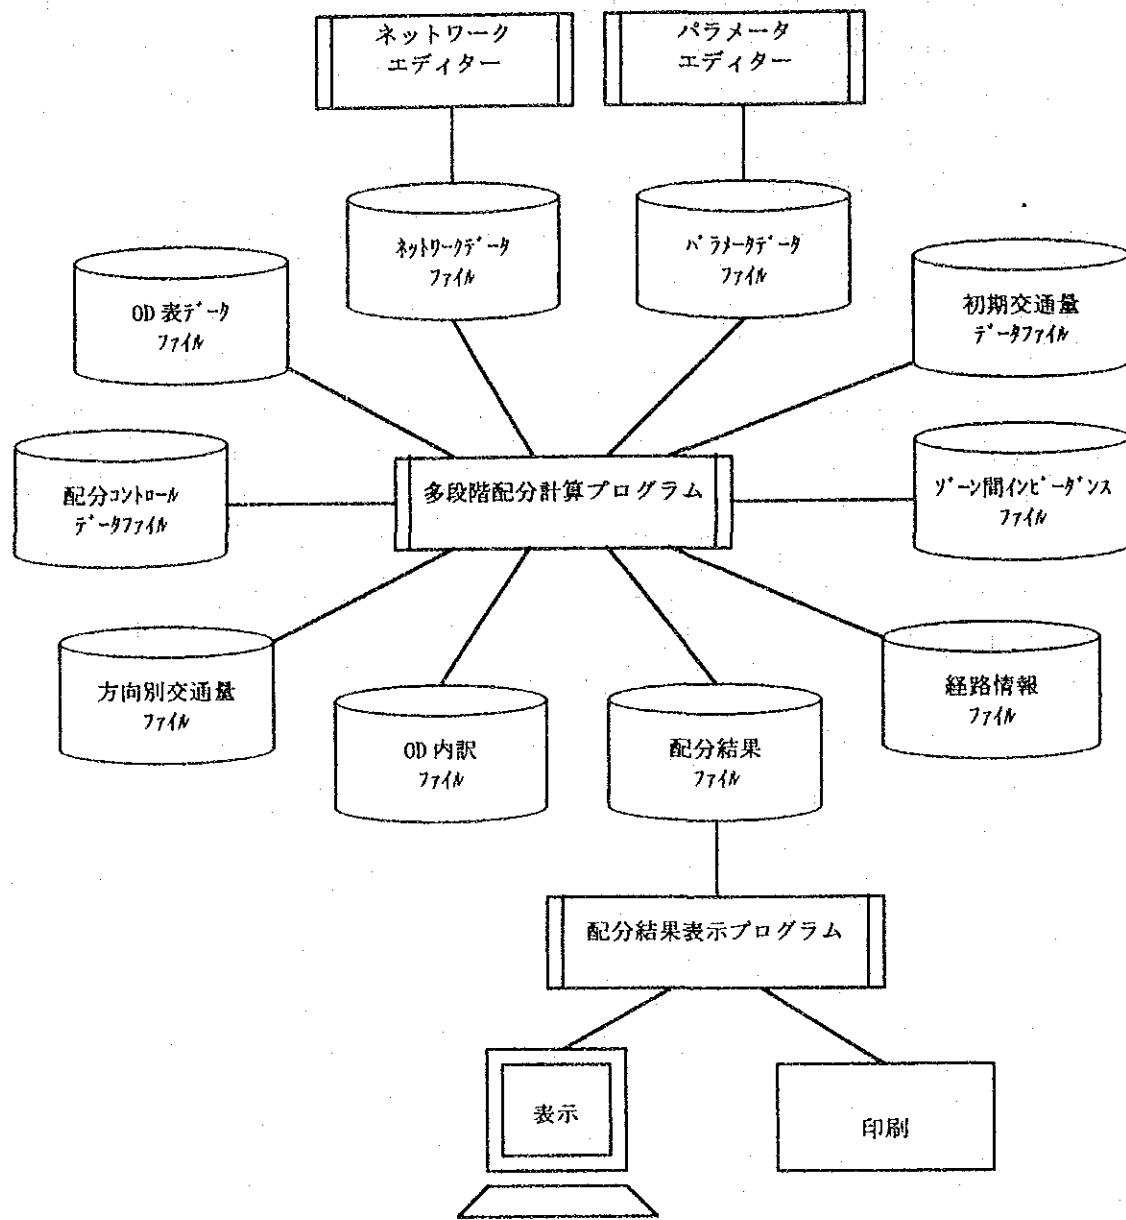 ネットワーク
エディター
パラメータ
エディター
ネットワークデータ
ファイル
パラメータデータ
ファイル
OD 表データ
ファイル
初期交通量
データファイル
配分コントロール
データファイル
多段階配分計算プログラム
ゾーン間インピーダンス
ファイル
方向別交通量
ファイル
OD 内訳
ファイル
配分結果
ファイル
経路情報
ファイル
配分結果表示プログラム
表示
印刷